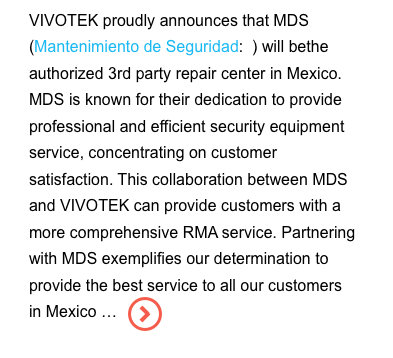 VIVOTEK proudly announces that MDS
(Mantenimiento de Seguridad:  ) will bethe
authorized 3rd party repair center in Mexico.
MDS is known for their dedication to provide
professional and efficient security equipment
service, concentrating on customer
satisfaction. This collaboration between MDS
and VIVOTEK can provide customers with a
more comprehensive RMA service. Partnering
with MDS exemplifies our determination to
provide the best service to all our customers
in Mexico …